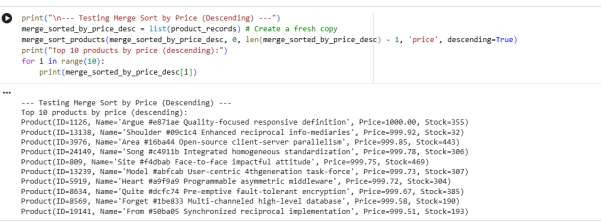 print("\n--- Testing Merge Sort by Price (Descending) ---")
merge_sorted_by_price_desc = list(product_records) # Create a fresh copy
merge_sort_products(merge_sorted_by_price_desc, 0, len(merge_sorted_by_price_desc) - 1, 'price', descending=True)
print("Top 10 products by price (descending):")
for i in range(10):
    print(merge_sorted_by_price_desc[i])
...
--- Testing Merge Sort by Price (Descending) ---
Top 10 products by price (descending):
Product(ID=1126, Name='Argue #e871ae Quality-focused responsive definition', Price=1000.00, Stock=355)
Product(ID=13138, Name='Shoulder #09c1c4 Enhanced reciprocal info-mediaries', Price=999.92, Stock=32)
Product(ID=3976, Name='Area #16ba44 Open-source client-server parallelism', Price=999.85, Stock=443)
Product(ID=24149, Name='Song #c4911b Integrated homogeneous standardization', Price=999.78, Stock=306)
Product(ID=809, Name='Site #f4dbab Face-to-face impactful attitude', Price=999.75, Stock=469)
Product(ID=13239, Name='Model #abfcab User-centric 4thgeneration task-force', Price=999.73, Stock=307)
Product(ID=5919, Name='Heart #a9f9a9 Programmable asymmetric middleware', Price=999.72, Stock=304)
Product(ID=8634, Name='Quite #dcfc74 Pre-emptive fault-tolerant encryption', Price=999.67, Stock=385)
Product(ID=8569, Name='Forget #1be833 Multi-channeled high-level database', Price=999.58, Stock=190)
Product(ID=19141, Name='From #50ba05 Synchronized reciprocal implementation', Price=999.51, Stock=193)